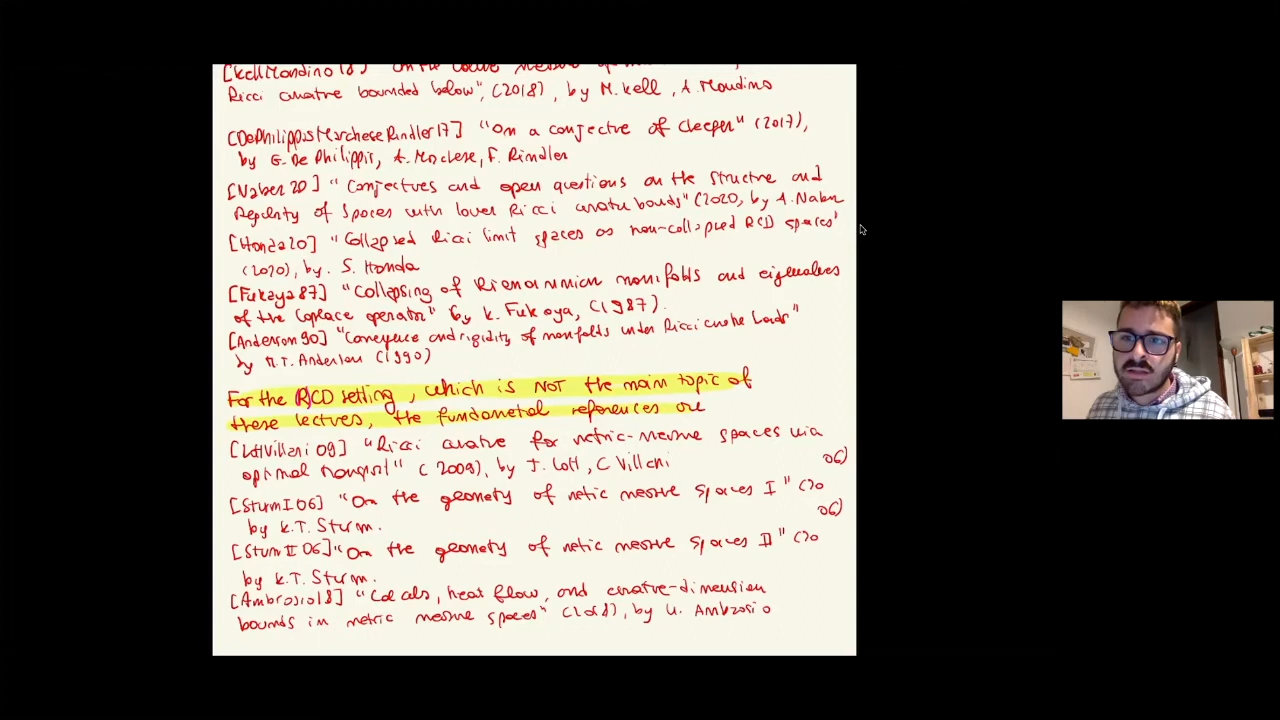 [KellMondino18] "On the
Ricci curvature bounded below", (2018), by M. Kell, A. Mondino
[DePhilippisMarcheseRindler17] "On a conjecture of Cheeger" (2017),
by G. De Philippis, A. Marchese, F. Rindler
[Naber20] "Conjectures and open questions on the structure and
Regularity of Spaces with lower Ricci curvature bounds" (2020, by A. Naber
[Honda20] "Collapsed Ricci limit spaces as non-collapsed RCD spaces"
(2020), by. S. Honda
[Fukaya87] "Collapsing of Riemannian manifolds and eigenvalues
of the Laplace operator" by K. Fukaya, (1987).
[Anderson90] "Convergence and rigidity of manifolds under Ricci curvature bounds"
by M.T. Anderson (1990)
For the RCD setting, which is NOT the main topic of
these lectures, the fundametal references are
[LottVillani09] "Ricci curvature for metric-measure spaces via
optimal transport" (2009), by J. Lott, C Villani
[SturmI06] "On the geometry of metric measure spaces I" (2006)
by K.T. Sturm.
[SturmII06] "On the geometry of metric measure spaces II" (2006)
by K.T. Sturm.
[Ambrosio18] "Calculus, heat flow, and curvature-dimension
bounds in metric measure spaces" (2018), by L. Ambrosio